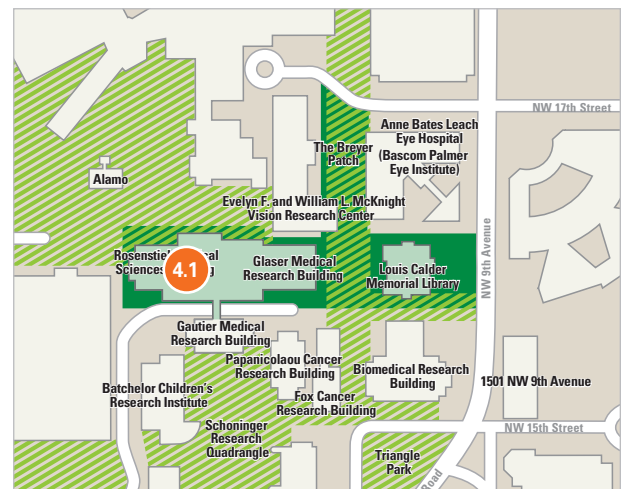 NW 17th Street
Anne Bates Leach
Eye Hospital
(Bascom Palmer
Eye Institute)
The Breyer
Patch
Alamo
Evelyn F. and William L. McKnight
Vision Research Center
NW 9th Avenue
4.1
Glaser Medical
Research Building
Louis Calder
Memorial Library
Gautier Medical
Research Building
Papanicolaou Cancer
Research Building
Biomedical Research
Building
1501 NW 9th Avenue
Batchelor Children's
Research Institute
Fox Cancer
Research Building
Schoninger
Research
Quadrangle
NW 15th Street
Triangle
Park
Road